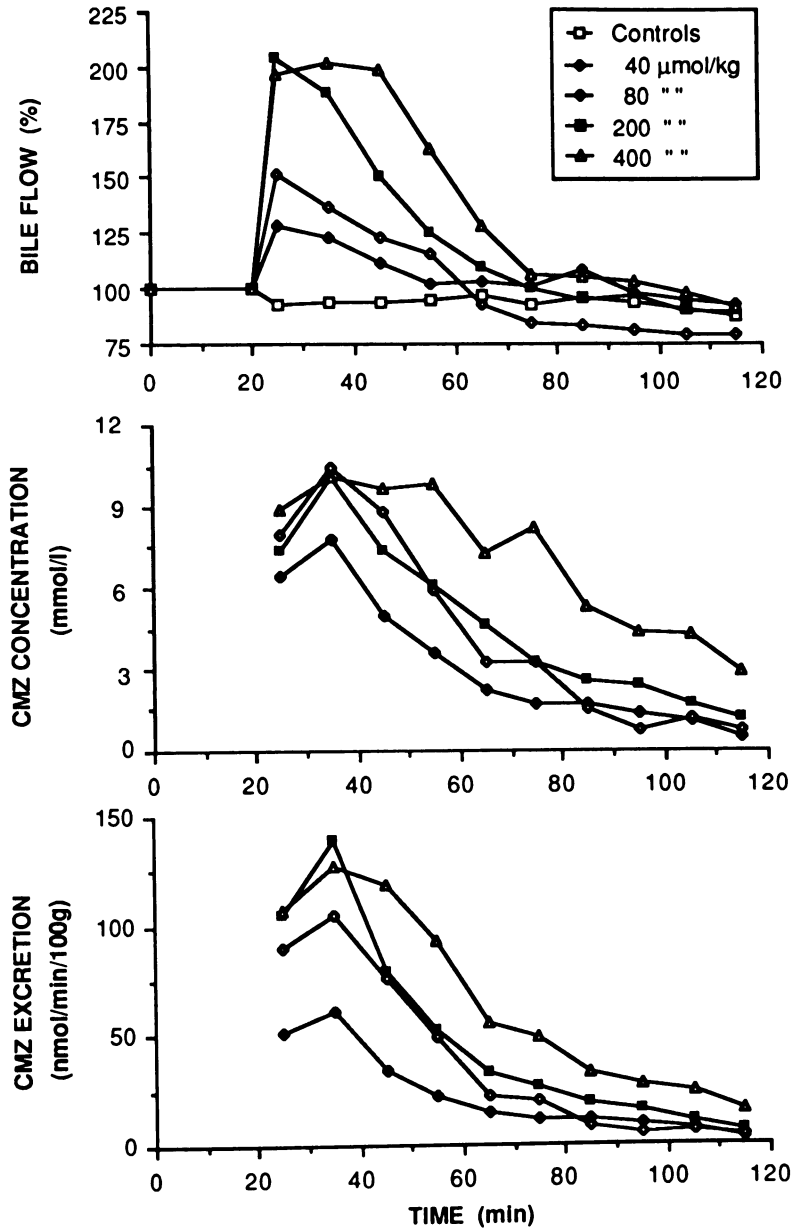 225
200
175
150
125
100
75
BILE FLOW (%)
Controls
40 µmol/kg
80 " "
200 " "
400 " "
0 20 40 60 80 100 120
12
9
6
3
0
CMZ CONCENTRATION
(mmol/l)
0 20 40 60 80 100 120
150
100
50
0
CMZ EXCRETION
(nmol/min/100g)
0 20 40 60 80 100 120
TIME (min)